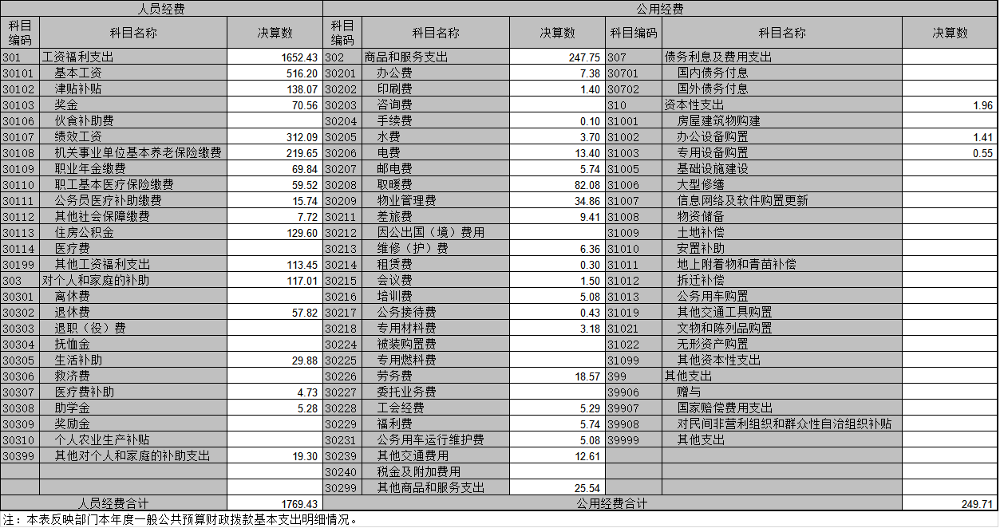 人员经费 公用经费
科目编码 科目名称 决算数 科目编码 科目名称 决算数 科目编码 科目名称 决算数
301 工资福利支出 1652.43 302 商品和服务支出 247.75 307 债务利息及费用支出
30101 基本工资 516.20 30201 办公费 7.38 30701 国内债务付息
30102 津贴补贴 138.07 30202 印刷费 1.40 30702 国外债务付息
30103 奖金 70.56 30203 咨询费 310 资本性支出 1.96
30106 伙食补助费 30204 手续费 0.10 31001 房屋建筑物购建
30107 绩效工资 312.09 30205 水费 3.70 31002 办公设备购置 1.41
30108 机关事业单位基本养老保险缴费 219.65 30206 电费 13.40 31003 专用设备购置 0.55
30109 职业年金缴费 69.84 30207 邮电费 5.74 31005 基础设施建设
30110 职工基本医疗保险缴费 59.52 30208 取暖费 82.08 31006 大型修缮
30111 公务员医疗补助缴费 15.74 30209 物业管理费 34.86 31007 信息网络及软件购置更新
30112 其他社会保障缴费 7.72 30211 差旅费 9.41 31008 物资储备
30113 住房公积金 129.60 30212 因公出国（境）费用 31009 土地补偿
30114 医疗费 30213 维修（护）费 6.36 31010 安置补助
30199 其他工资福利支出 113.45 30214 租赁费 0.30 31011 地上附着物和青苗补偿
303 对个人和家庭的补助 117.01 30215 会议费 1.50 31012 拆迁补偿
30301 离休费 30216 培训费 5.08 31013 公务用车购置
30302 退休费 57.82 30217 公务接待费 0.43 31019 其他交通工具购置
30303 退职（役）费 30218 专用材料费 3.18 31021 文物和陈列品购置
30304 抚恤金 30224 被装购置费 31022 无形资产购置
30305 生活补助 29.88 30225 专用燃料费 31099 其他资本性支出
30306 救济费 30226 劳务费 18.57 399 其他支出
30307 医疗费补助 4.73 30227 委托业务费 39906 赠与
30308 助学金 5.28 30228 工会经费 5.29 39907 国家赔偿费用支出
30309 奖励金 30229 福利费 5.74 39908 对民间非营利组织和群众性自治组织补贴
30310 个人农业生产补贴 30231 公务用车运行维护费 5.08 39999 其他支出
30399 其他对个人和家庭的补助支出 19.30 30239 其他交通费用 12.61
30240 税金及附加费用
30299 其他商品和服务支出 25.54
人员经费合计 1769.43 公用经费合计 249.71
注：本表反映部门本年度一般公共预算财政拨款基本支出明细情况。